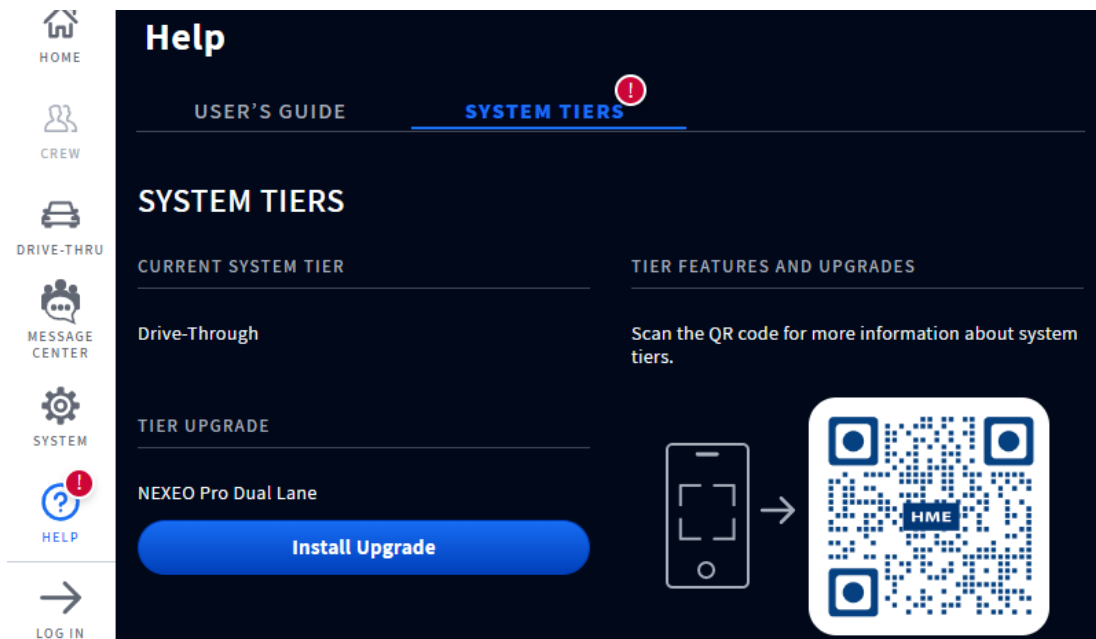 HOME
CREW
DRIVE-THRU
MESSAGE
CENTER
SYSTEM
!
HELP
LOG IN
Help
USER'S GUIDE
SYSTEM TIERS
!
SYSTEM TIERS
CURRENT SYSTEM TIER
Drive-Through
TIER UPGRADE
NEXEO Pro Dual Lane
Install Upgrade
TIER FEATURES AND UPGRADES
Scan the QR code for more information about system
tiers.
HME